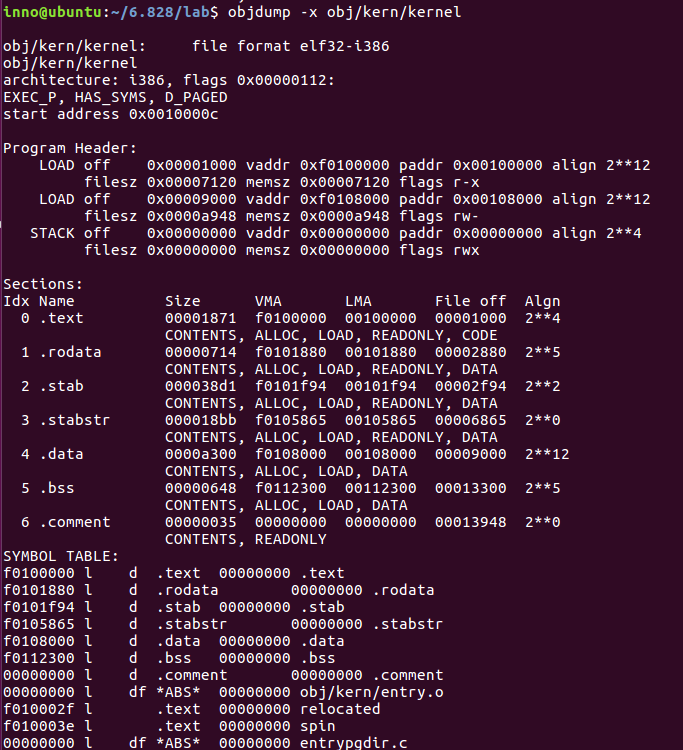 inno@ubuntu:~/6.828/lab$ objdump -x obj/kern/kernel

obj/kern/kernel:     file format elf32-i386
obj/kern/kernel
architecture: i386, flags 0x00000112:
EXEC_P, HAS_SYMS, D_PAGED
start address 0x0010000c

Program Header:
    LOAD off    0x00001000 vaddr 0xf0100000 paddr 0x00100000 align 2**12
         filesz 0x00007120 memsz 0x00007120 flags r-x
    LOAD off    0x00009000 vaddr 0xf0108000 paddr 0x00108000 align 2**12
         filesz 0x0000a948 memsz 0x0000a948 flags rw-
   STACK off    0x00000000 vaddr 0x00000000 paddr 0x00000000 align 2**4
         filesz 0x00000000 memsz 0x00000000 flags rwx

Sections:
Idx Name          Size      VMA       LMA       File off  Algn
  0 .text         00001871  f0100000  00100000  00001000  2**4
                  CONTENTS, ALLOC, LOAD, READONLY, CODE
  1 .rodata       00000714  f0101880  00101880  00002880  2**5
                  CONTENTS, ALLOC, LOAD, READONLY, DATA
  2 .stab         000038d1  f0101f94  00101f94  00002f94  2**2
                  CONTENTS, ALLOC, LOAD, READONLY, DATA
  3 .stabstr      000018bb  f0105865  00105865  00006865  2**0
                  CONTENTS, ALLOC, LOAD, READONLY, DATA
  4 .data         0000a300  f0108000  00108000  00009000  2**12
                  CONTENTS, ALLOC, LOAD, DATA
  5 .bss          00000648  f0112300  00112300  00013300  2**5
                  CONTENTS, ALLOC, LOAD, DATA
  6 .comment      00000035  00000000  00000000  00013948  2**0
                  CONTENTS, READONLY
SYMBOL TABLE:
f0100000 l    d  .text  00000000 .text
f0101880 l    d  .rodata        00000000 .rodata
f0101f94 l    d  .stab  00000000 .stab
f0105865 l    d  .stabstr       00000000 .stabstr
f0108000 l    d  .data  00000000 .data
f0112300 l    d  .bss   00000000 .bss
00000000 l    d  .comment       00000000 .comment
00000000 l    df *ABS*  00000000 obj/kern/entry.o
f010002f l       .text  00000000 relocated
f010003e l       .text  00000000 spin
00000000 l    df *ABS*  00000000 entrypgdir.c